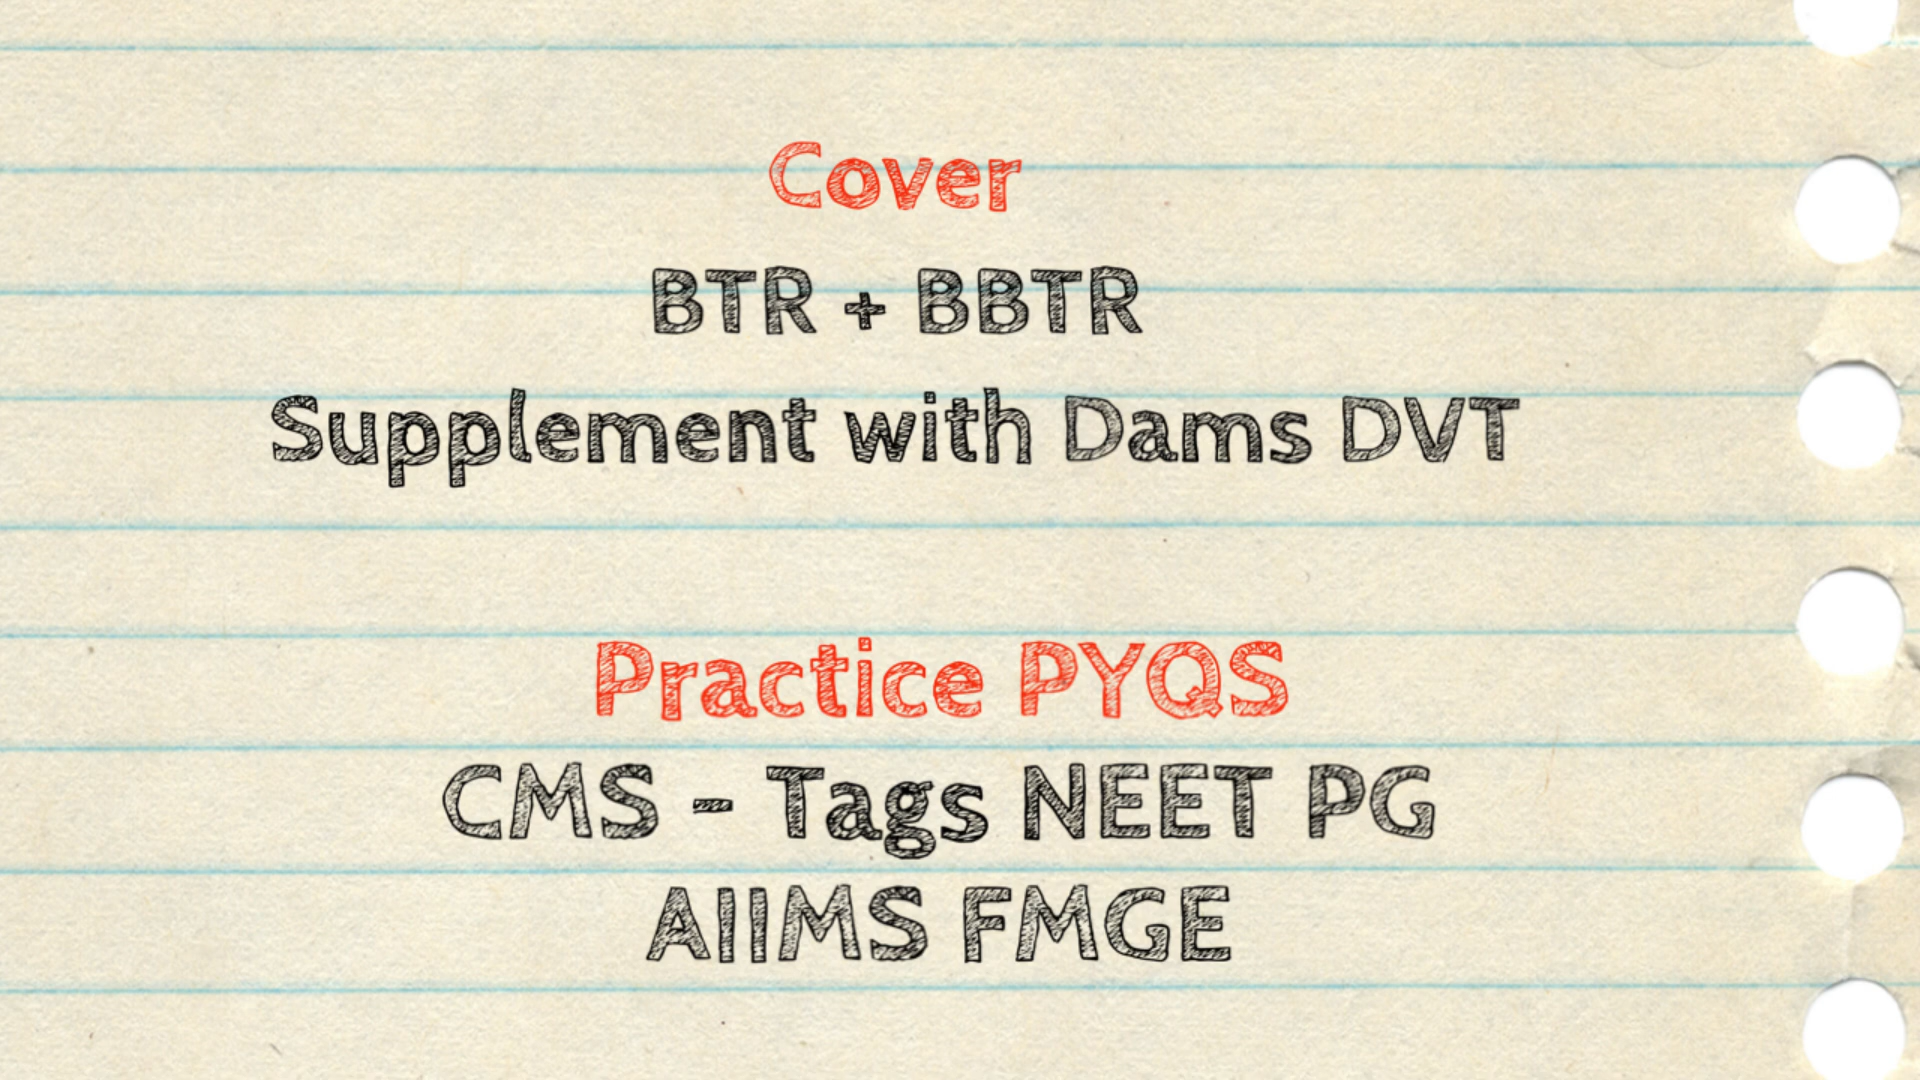 Cover
BTR + BBTR
Supplement with Dams DVT
Practice PYQS
CMS - Tags NEET PG
AIIMS FMGE